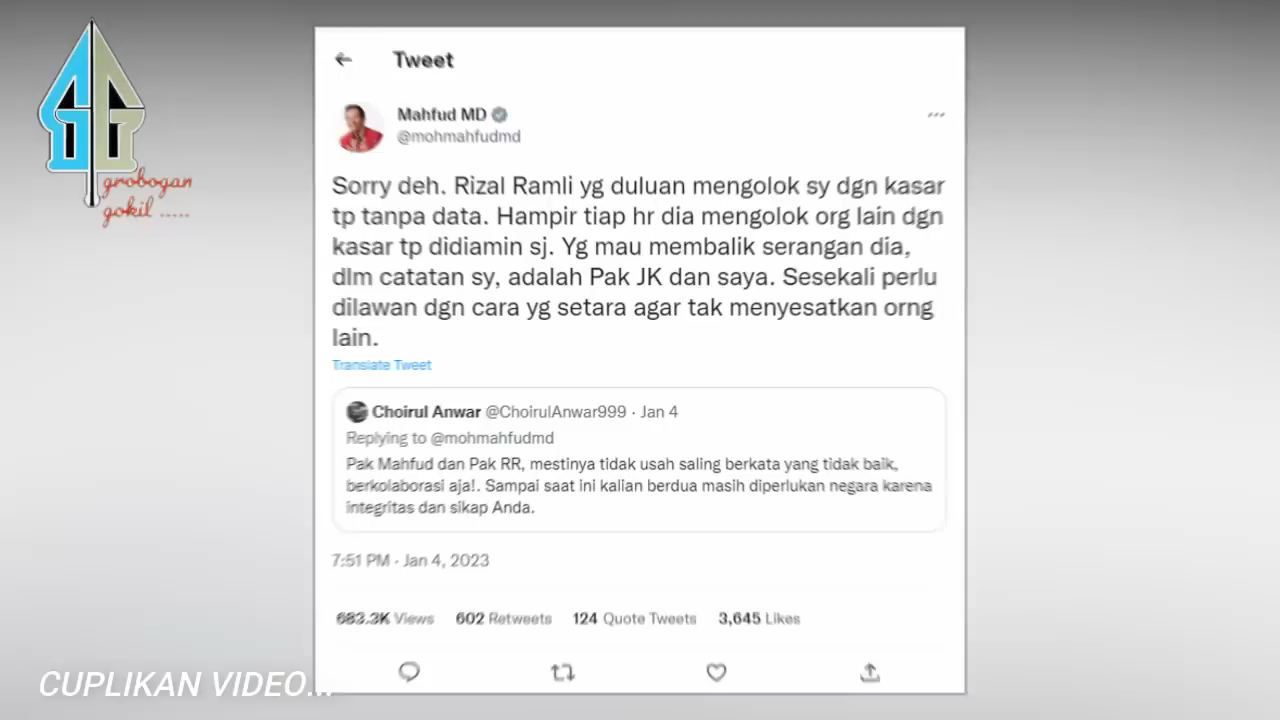 Tweet
Mahfud MD
@mohmahfudmd
Sorry deh. Rizal Ramli yg duluan mengolok sy dgn kasar
tp tanpa data. Hampir tiap hr dia mengolok org lain dgn
kasar tp didiamin sj. Yg mau membalik serangan dia,
dlm catatan sy, adalah Pak JK dan saya. Sesekali perlu
dilawan dgn cara yg setara agar tak menyesatkan orng
lain.
Translate Tweet
Choirul Anwar @ChoirulAnwar999 · Jan 4
Replying to @mohmahfudmd
Pak Mahfud dan Pak RR, mestinya tidak usah saling berkata yang tidak baik,
berkolaborasi aja!. Sampai saat ini kalian berdua masih diperlukan negara karena
integritas dan sikap Anda.
7:51 PM · Jan 4, 2023
683.3K Views 602 Retweets 124 Quote Tweets 3,645 Likes
GG
grobogan
gokil .....
CUPLIKAN VIDEO...